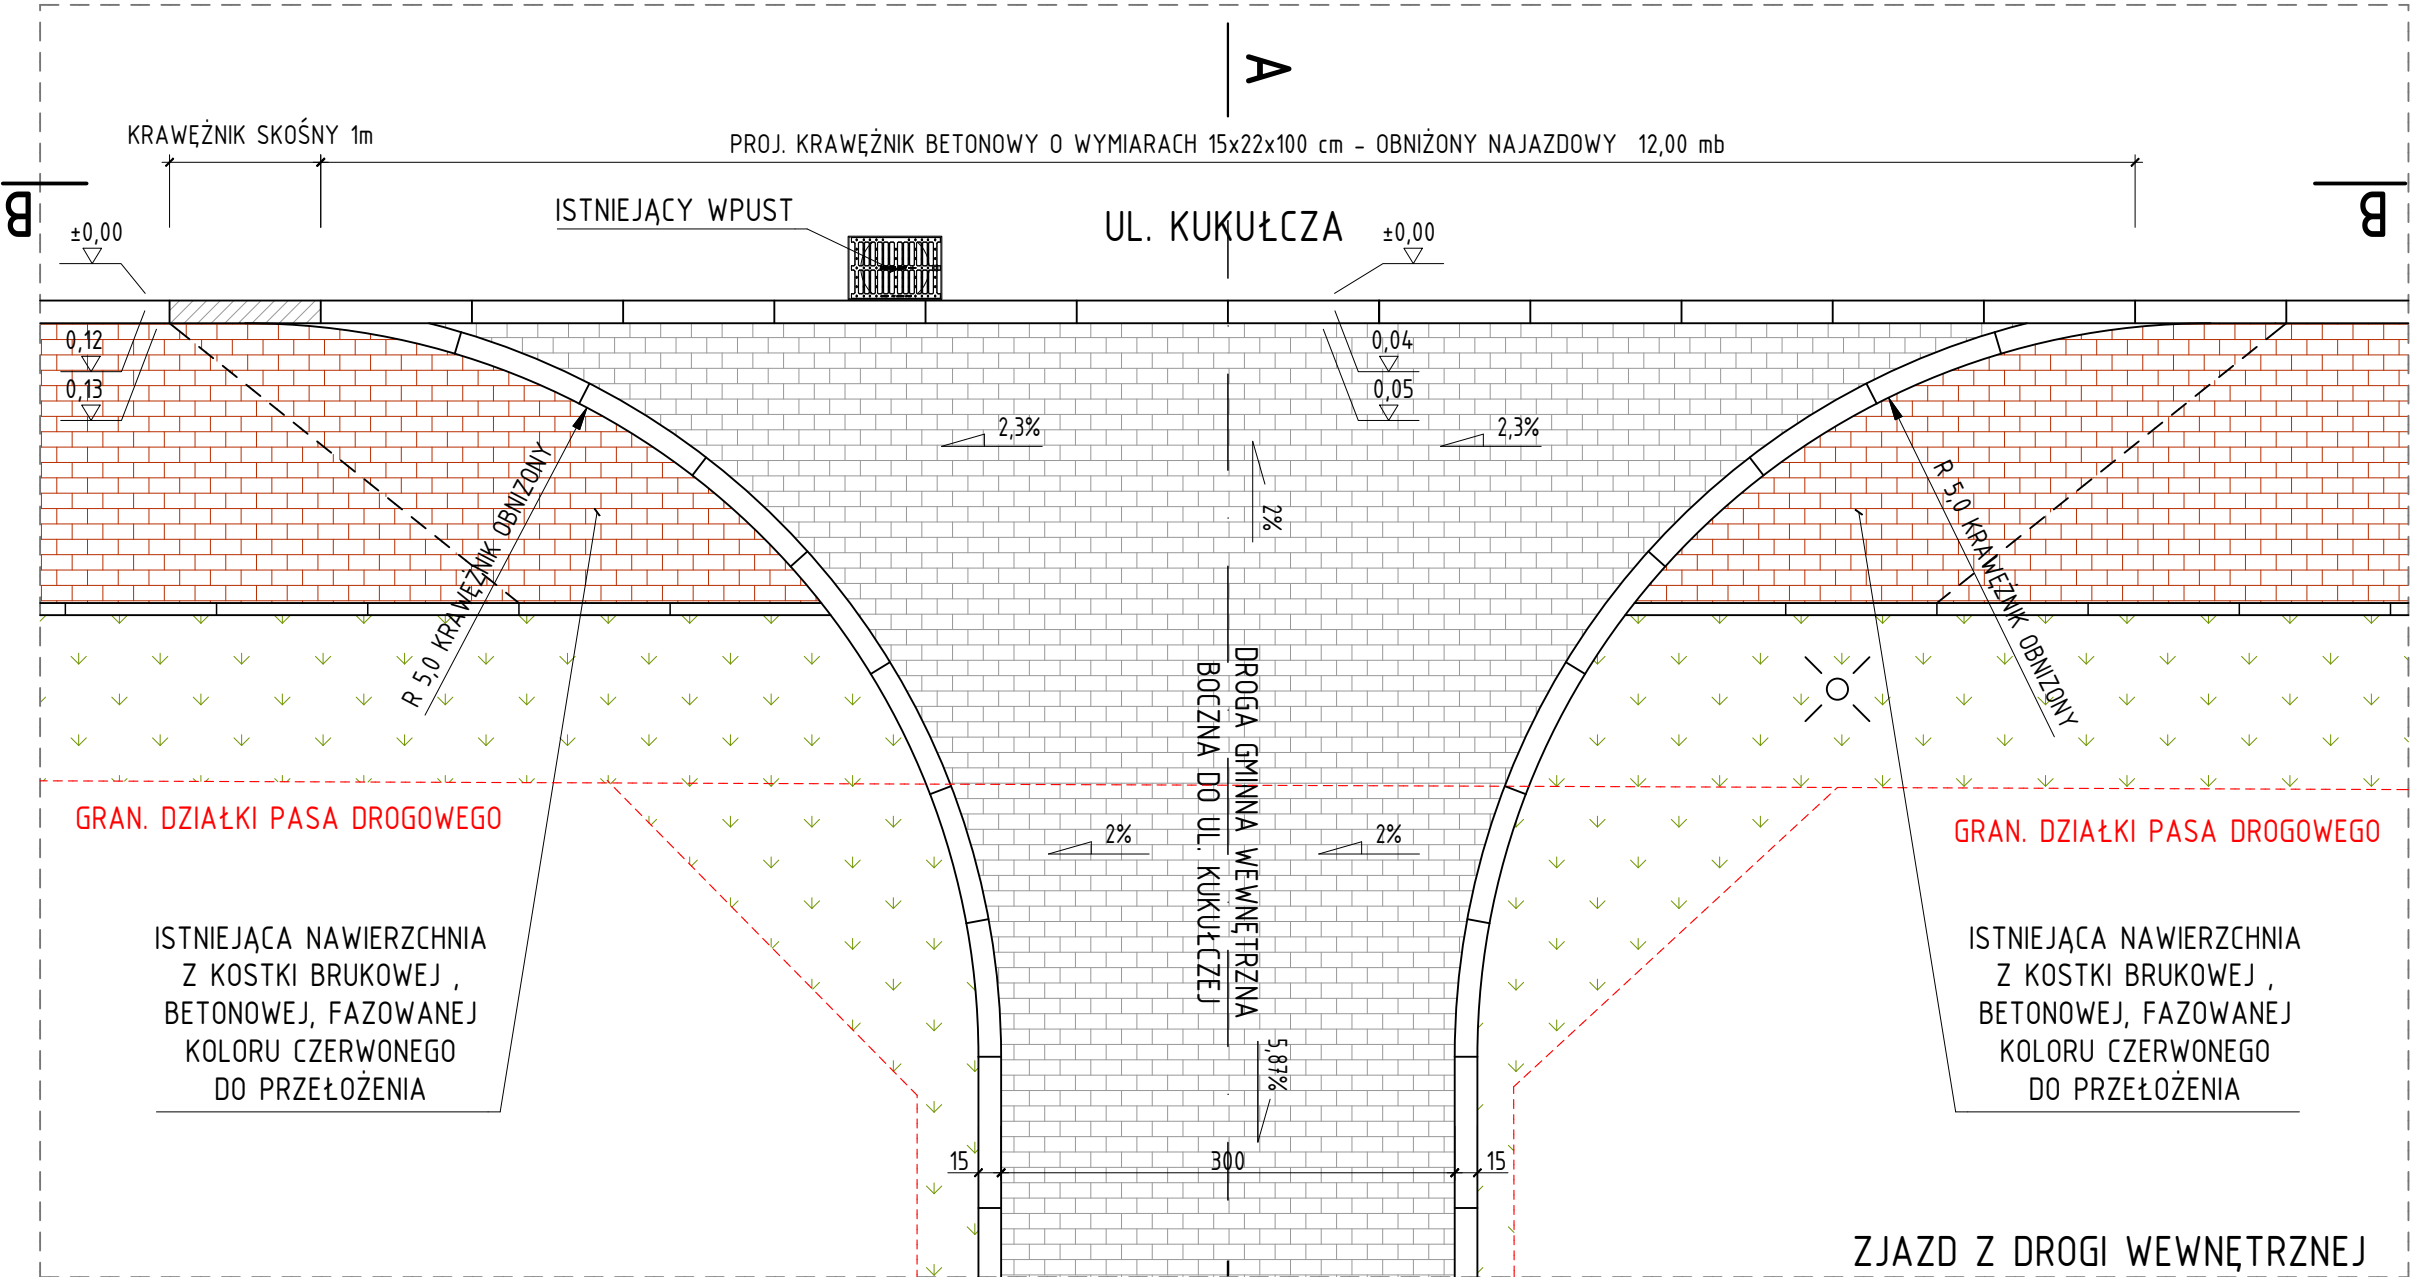 A
KRAWĘŻNIK SKOŚNY 1m
PROJ. KRAWĘŻNIK BETONOWY O WYMIARACH 15x22x100 cm - OBNIŻONY NAJAZDOWY 12,00 mb
B
B
ISTNIEJĄCY WPUST
UL. KUKUŁCZA
±0,00
±0,00
0,12
0,13
0,04
0,05
2,3%
2,3%
2%
R 5,0 KRAWĘŻNIK OBNIZONY
R 5,0 KRAWĘŻNIK OBNIZONY
DROGA GMINNA WEWNĘTRZNA
BOCZNA DO UL. KUKUŁCZEJ
GRAN. DZIAŁKI PASA DROGOWEGO
GRAN. DZIAŁKI PASA DROGOWEGO
2%
2%
ISTNIEJĄCA NAWIERZCHNIA
Z KOSTKI BRUKOWEJ ,
BETONOWEJ, FAZOWANEJ
KOLORU CZERWONEGO
DO PRZEŁOŻENIA
ISTNIEJĄCA NAWIERZCHNIA
Z KOSTKI BRUKOWEJ ,
BETONOWEJ, FAZOWANEJ
KOLORU CZERWONEGO
DO PRZEŁOŻENIA
5,87%
15
300
15
ZJAZD Z DROGI WEWNĘTRZNEJ